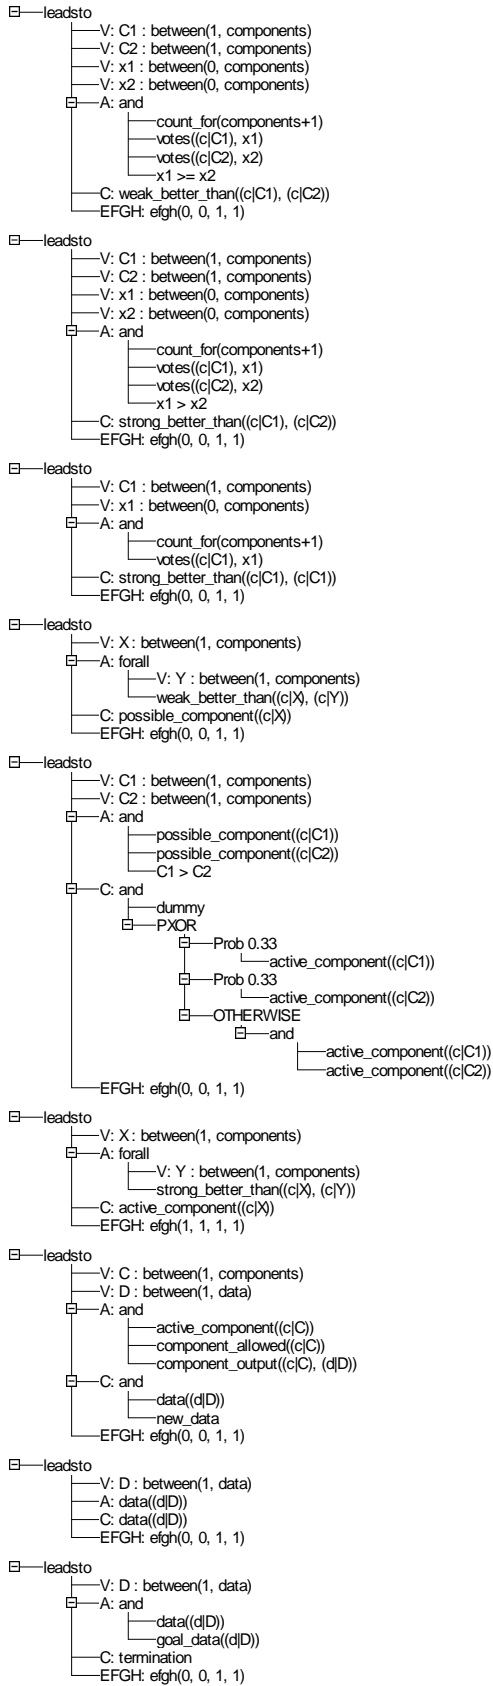 leadsto
V: C1 : between(1, components)
V: C2 : between(1, components)
V: x1 : between(0, components)
V: x2 : between(0, components)
A: and
count_for(components+1)
votes((c|C1), x1)
votes((c|C2), x2)
x1 >= x2
C: weak_better_than((c|C1), (c|C2))
EFGH: efgh(0, 0, 1, 1)
leadsto
V: C1 : between(1, components)
V: C2 : between(1, components)
V: x1 : between(0, components)
V: x2 : between(0, components)
A: and
count_for(components+1)
votes((c|C1), x1)
votes((c|C2), x2)
x1 > x2
C: strong_better_than((c|C1), (c|C2))
EFGH: efgh(0, 0, 1, 1)
leadsto
V: C1 : between(1, components)
V: x1 : between(0, components)
A: and
count_for(components+1)
votes((c|C1), x1)
C: strong_better_than((c|C1), (c|C1))
EFGH: efgh(0, 0, 1, 1)
leadsto
V: X : between(1, components)
A: forall
V: Y : between(1, components)
weak_better_than((c|X), (c|Y))
C: possible_component((c|X))
EFGH: efgh(0, 0, 1, 1)
leadsto
V: C1 : between(1, components)
V: C2 : between(1, components)
A: and
possible_component((c|C1))
possible_component((c|C2))
C1 > C2
C: and
dummy
PXOR
Prob 0.33
active_component((c|C1))
Prob 0.33
active_component((c|C2))
OTHERWISE
and
active_component((c|C1))
active_component((c|C2))
EFGH: efgh(0, 0, 1, 1)
leadsto
V: X : between(1, components)
A: forall
V: Y : between(1, components)
strong_better_than((c|X), (c|Y))
C: active_component((c|X))
EFGH: efgh(1, 1, 1, 1)
leadsto
V: C : between(1, components)
V: D : between(1, data)
A: and
active_component((c|C))
component_allowed((c|C))
component_output((c|C), (d|D))
C: and
data((d|D))
new_data
EFGH: efgh(0, 0, 1, 1)
leadsto
V: D : between(1, data)
A: data((d|D))
C: data((d|D))
EFGH: efgh(0, 0, 1, 1)
leadsto
V: D : between(1, data)
A: and
data((d|D))
goal_data((d|D))
C: termination
EFGH: efgh(0, 0, 1, 1)